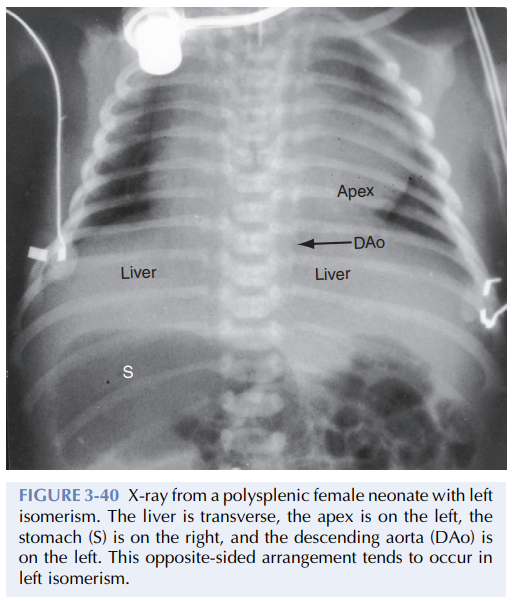 Apex
DAo
Liver
Liver
S
FIGURE 3-40 X-ray from a polysplenic female neonate with left
isomerism. The liver is transverse, the apex is on the left, the
stomach (S) is on the right, and the descending aorta (DAo) is
on the left. This opposite-sided arrangement tends to occur in
left isomerism.